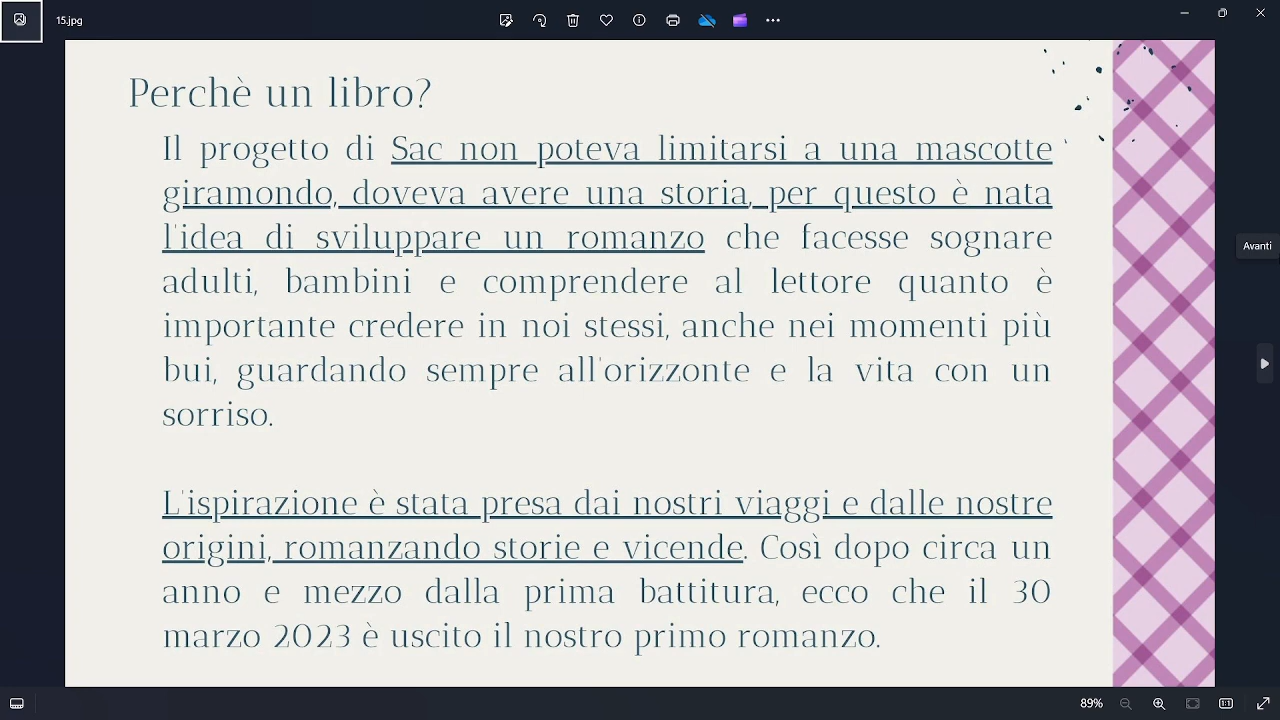 15.jpg
Perchè un libro?
Il progetto di Sac non poteva limitarsi a una mascotte
giramondo, doveva avere una storia, per questo è nata
l'idea di sviluppare un romanzo che facesse sognare
adulti, bambini e comprendere al lettore quanto è
importante credere in noi stessi, anche nei momenti più
bui, guardando sempre all'orizzonte e la vita con un
sorriso.
L'ispirazione è stata presa dai nostri viaggi e dalle nostre
origini, romanzando storie e vicende. Così dopo circa un
anno e mezzo dalla prima battitura, ecco che il 30
marzo 2023 è uscito il nostro primo romanzo.
Avanti
89%